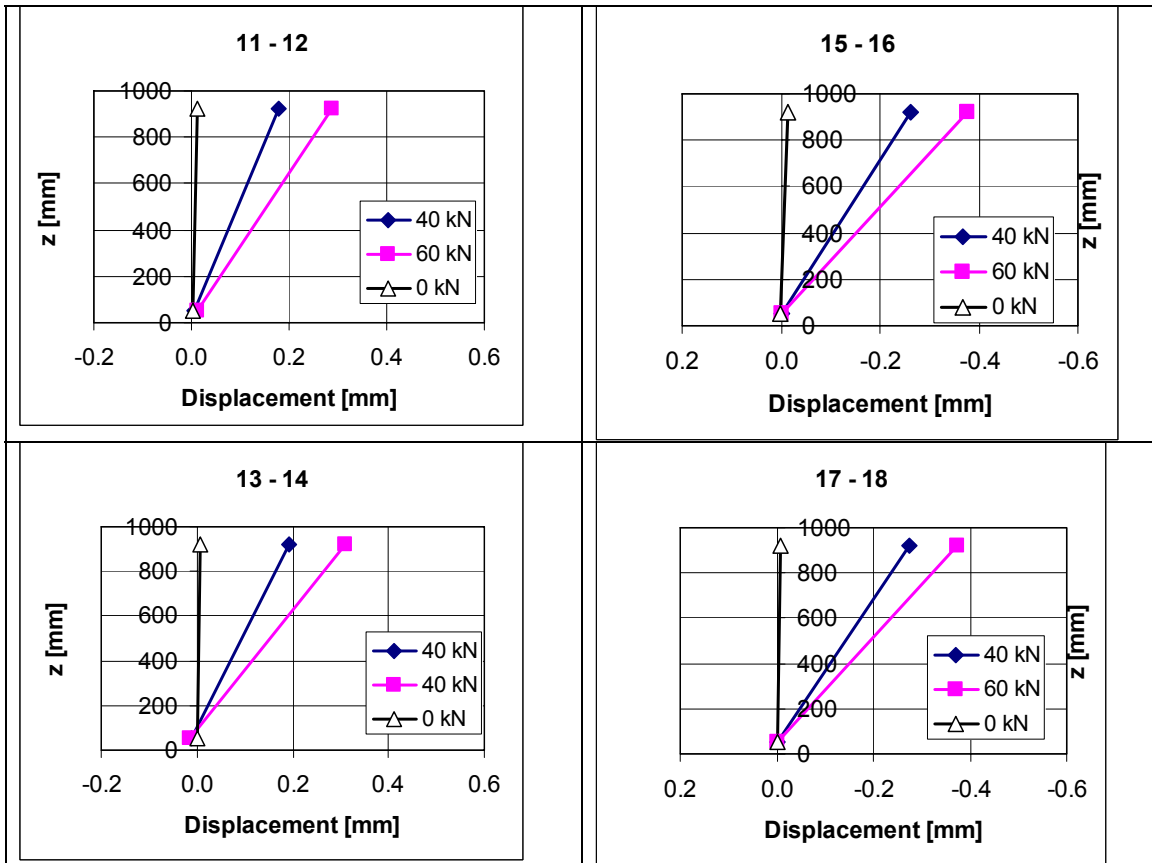 11 - 12
1000
800
600
400
200
0
-0.2 0.0 0.2 0.4 0.6
z [mm]
Displacement [mm]
40 kN
60 kN
0 kN
15 - 16
1000
800
600
400
200
0
0.2 0.0 -0.2 -0.4 -0.6
z [mm]
Displacement [mm]
40 kN
60 kN
0 kN
13 - 14
1000
800
600
400
200
0
-0.2 0.0 0.2 0.4 0.6
z [mm]
Displacement [mm]
40 kN
40 kN
0 kN
17 - 18
1000
800
600
400
200
0
0.2 0.0 -0.2 -0.4 -0.6
z [mm]
Displacement [mm]
40 kN
60 kN
0 kN